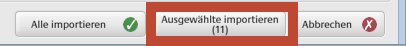 Alle importieren
Ausgewählte importieren
(11)
Abbrechen